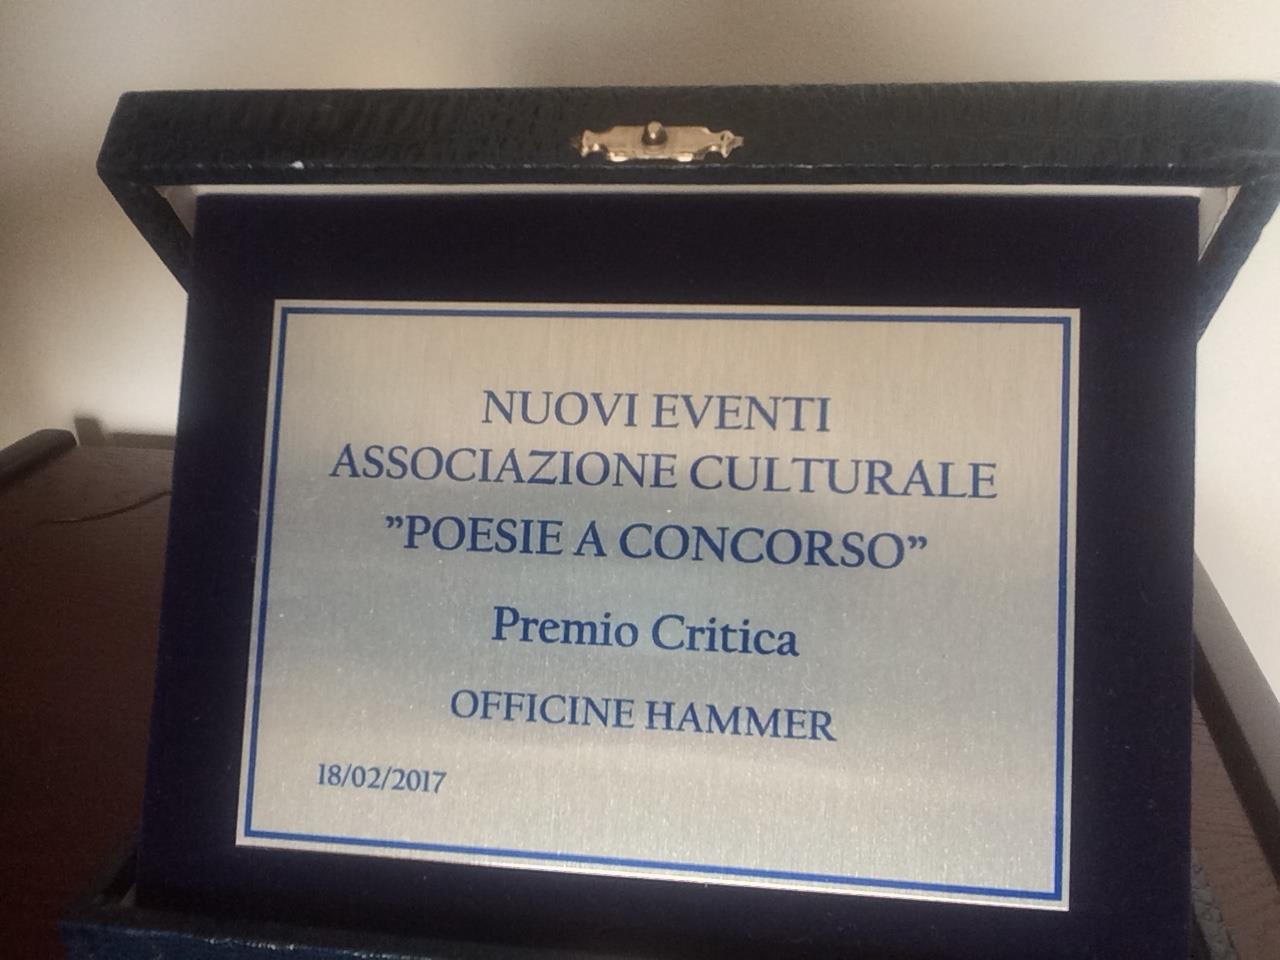 NUOVI EVENTI
ASSOCIAZIONE CULTURALE
”POESIE A CONCORSO”
Premio Critica
OFFICINE HAMMER
18/02/2017